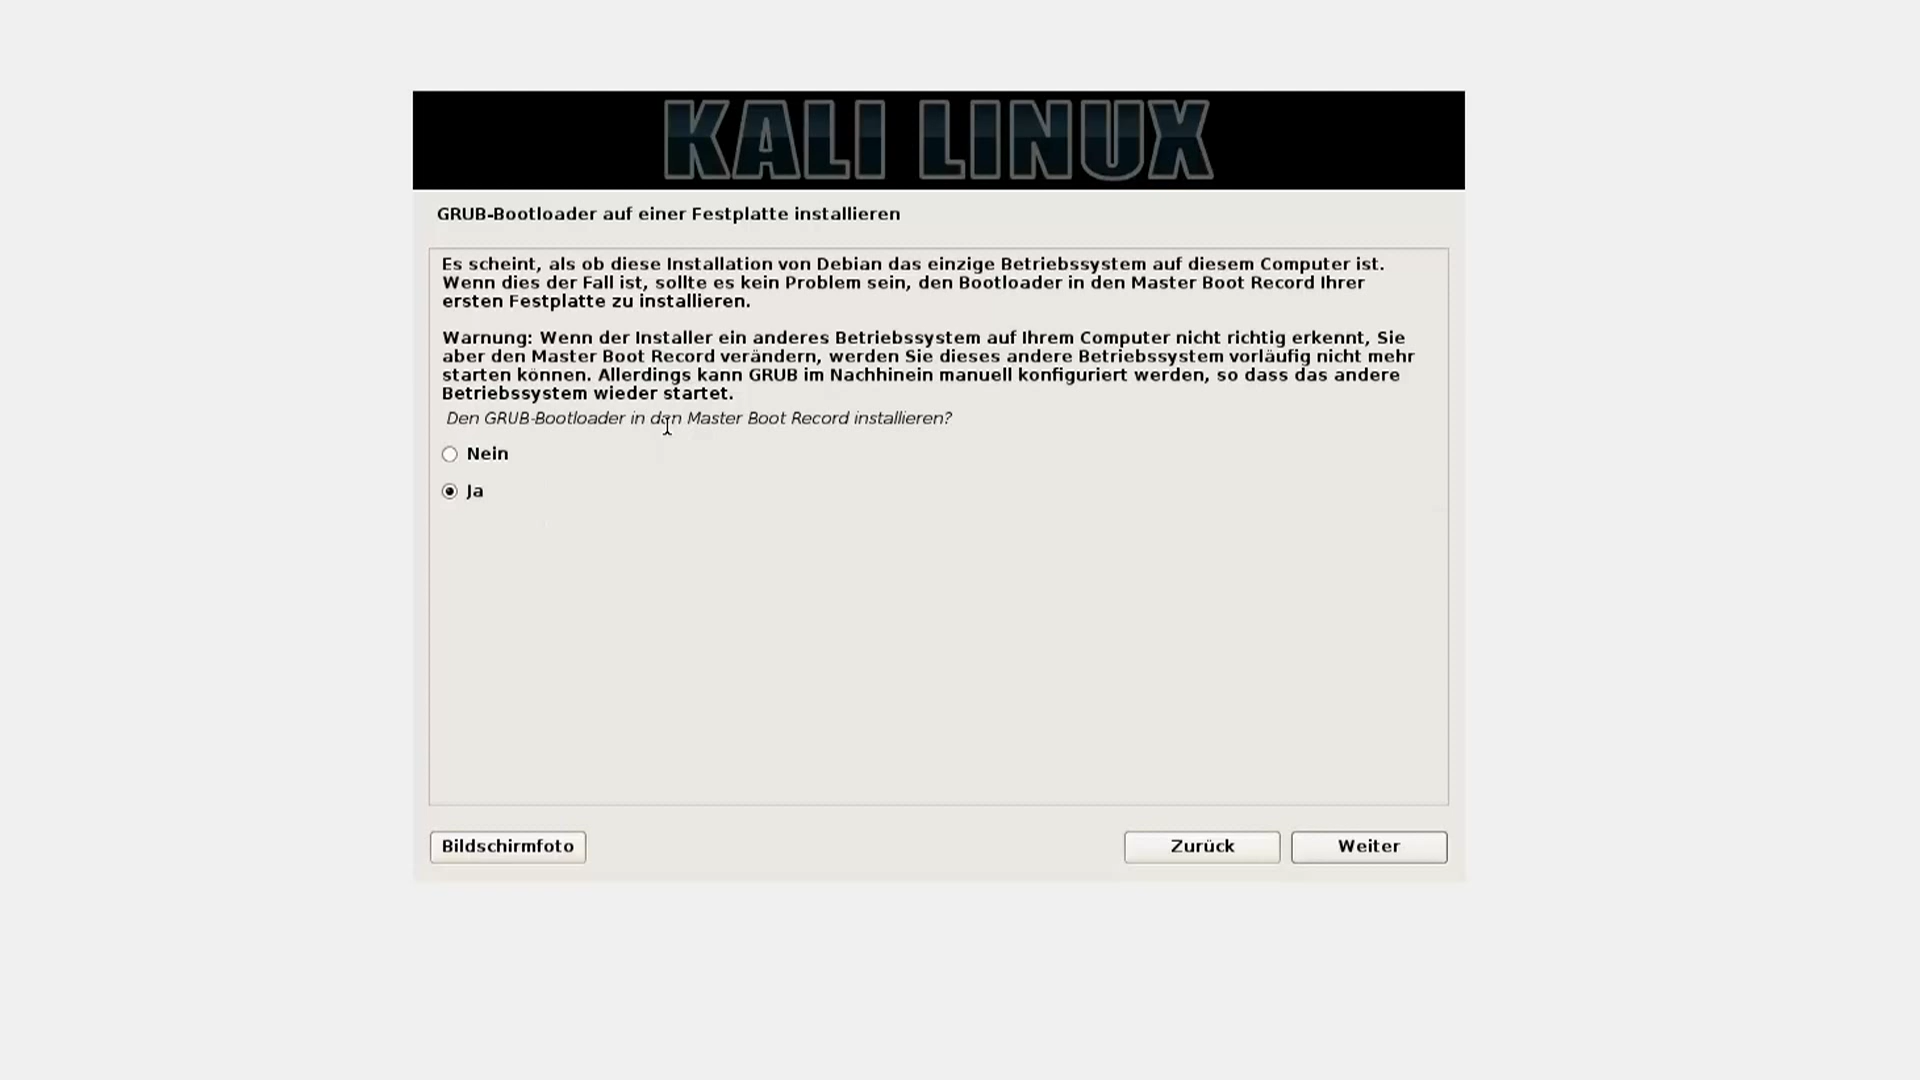 KALI LINUX
GRUB-Bootloader auf einer Festplatte installieren
Es scheint, als ob diese Installation von Debian das einzige Betriebssystem auf diesem Computer ist.
Wenn dies der Fall ist, sollte es kein Problem sein, den Bootloader in den Master Boot Record Ihrer
ersten Festplatte zu installieren.
Warnung: Wenn der Installer ein anderes Betriebssystem auf Ihrem Computer nicht richtig erkennt, Sie
aber den Master Boot Record verändern, werden Sie dieses andere Betriebssystem vorläufig nicht mehr
starten können. Allerdings kann GRUB im Nachhinein manuell konfiguriert werden, so dass das andere
Betriebssystem wieder startet.
Den GRUB-Bootloader in den Master Boot Record installieren?
Nein
Ja
Bildschirmfoto
Zurück
Weiter